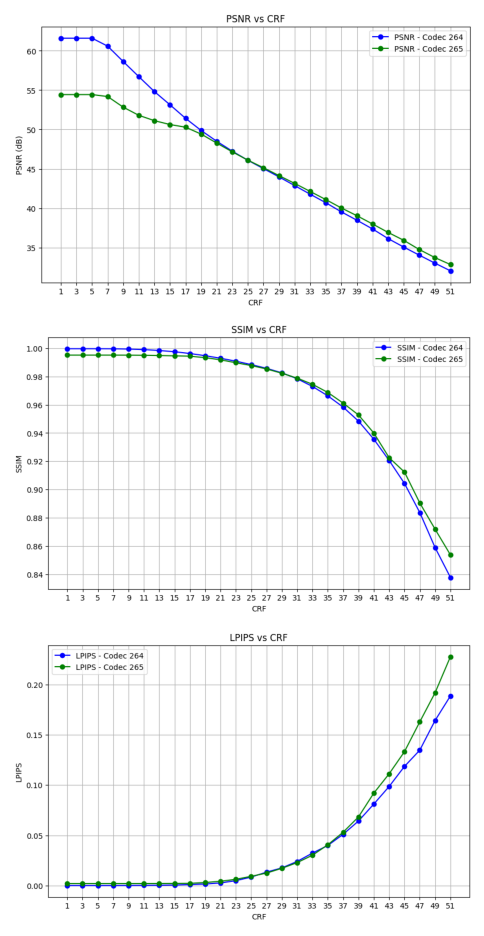 PSNR vs CRF
PSNR - Codec 264
PSNR - Codec 265
60
55
50
45
40
35
PSNR (dB)
1 3 5 7 9 11 13 15 17 19 21 23 25 27 29 31 33 35 37 39 41 43 45 47 49 51
CRF
SSIM vs CRF
SSIM - Codec 264
SSIM - Codec 265
1.00
0.98
0.96
0.94
0.92
0.90
0.88
0.86
0.84
SSIM
1 3 5 7 9 11 13 15 17 19 21 23 25 27 29 31 33 35 37 39 41 43 45 47 49 51
CRF
LPIPS vs CRF
LPIPS - Codec 264
LPIPS - Codec 265
0.20
0.15
0.10
0.05
0.00
LPIPS
1 3 5 7 9 11 13 15 17 19 21 23 25 27 29 31 33 35 37 39 41 43 45 47 49 51
CRF